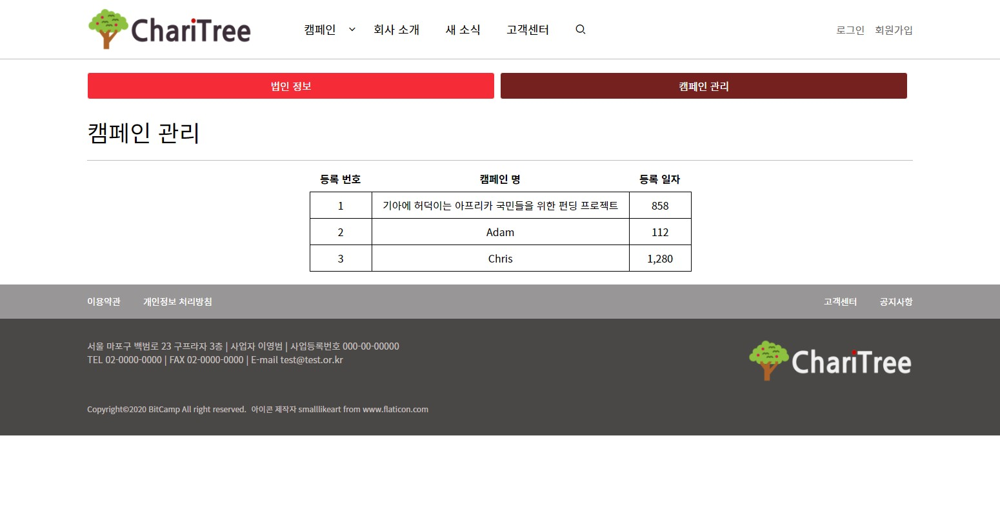 ChariTree
캠페인 회사 소개 새 소식 고객센터
로그인 회원가입
법인 정보 캠페인 관리
캠페인 관리
등록 번호 캠페인 명 등록 일자
1 기아에 허덕이는 아프리카 국민들을 위한 펀딩 프로젝트 858
2 Adam 112
3 Chris 1,280
이용약관 개인정보 처리방침 고객센터 공지사항
서울 마포구 백범로 23 구프라자 3층 | 사업자 이영범 | 사업등록번호 000-00-00000
TEL 02-0000-0000 | FAX 02-0000-0000 | E-mail test@test.or.kr
ChariTree
Copyright©2020 BitCamp All right reserved. 아이콘 제작자 smalllikeart from www.flaticon.com